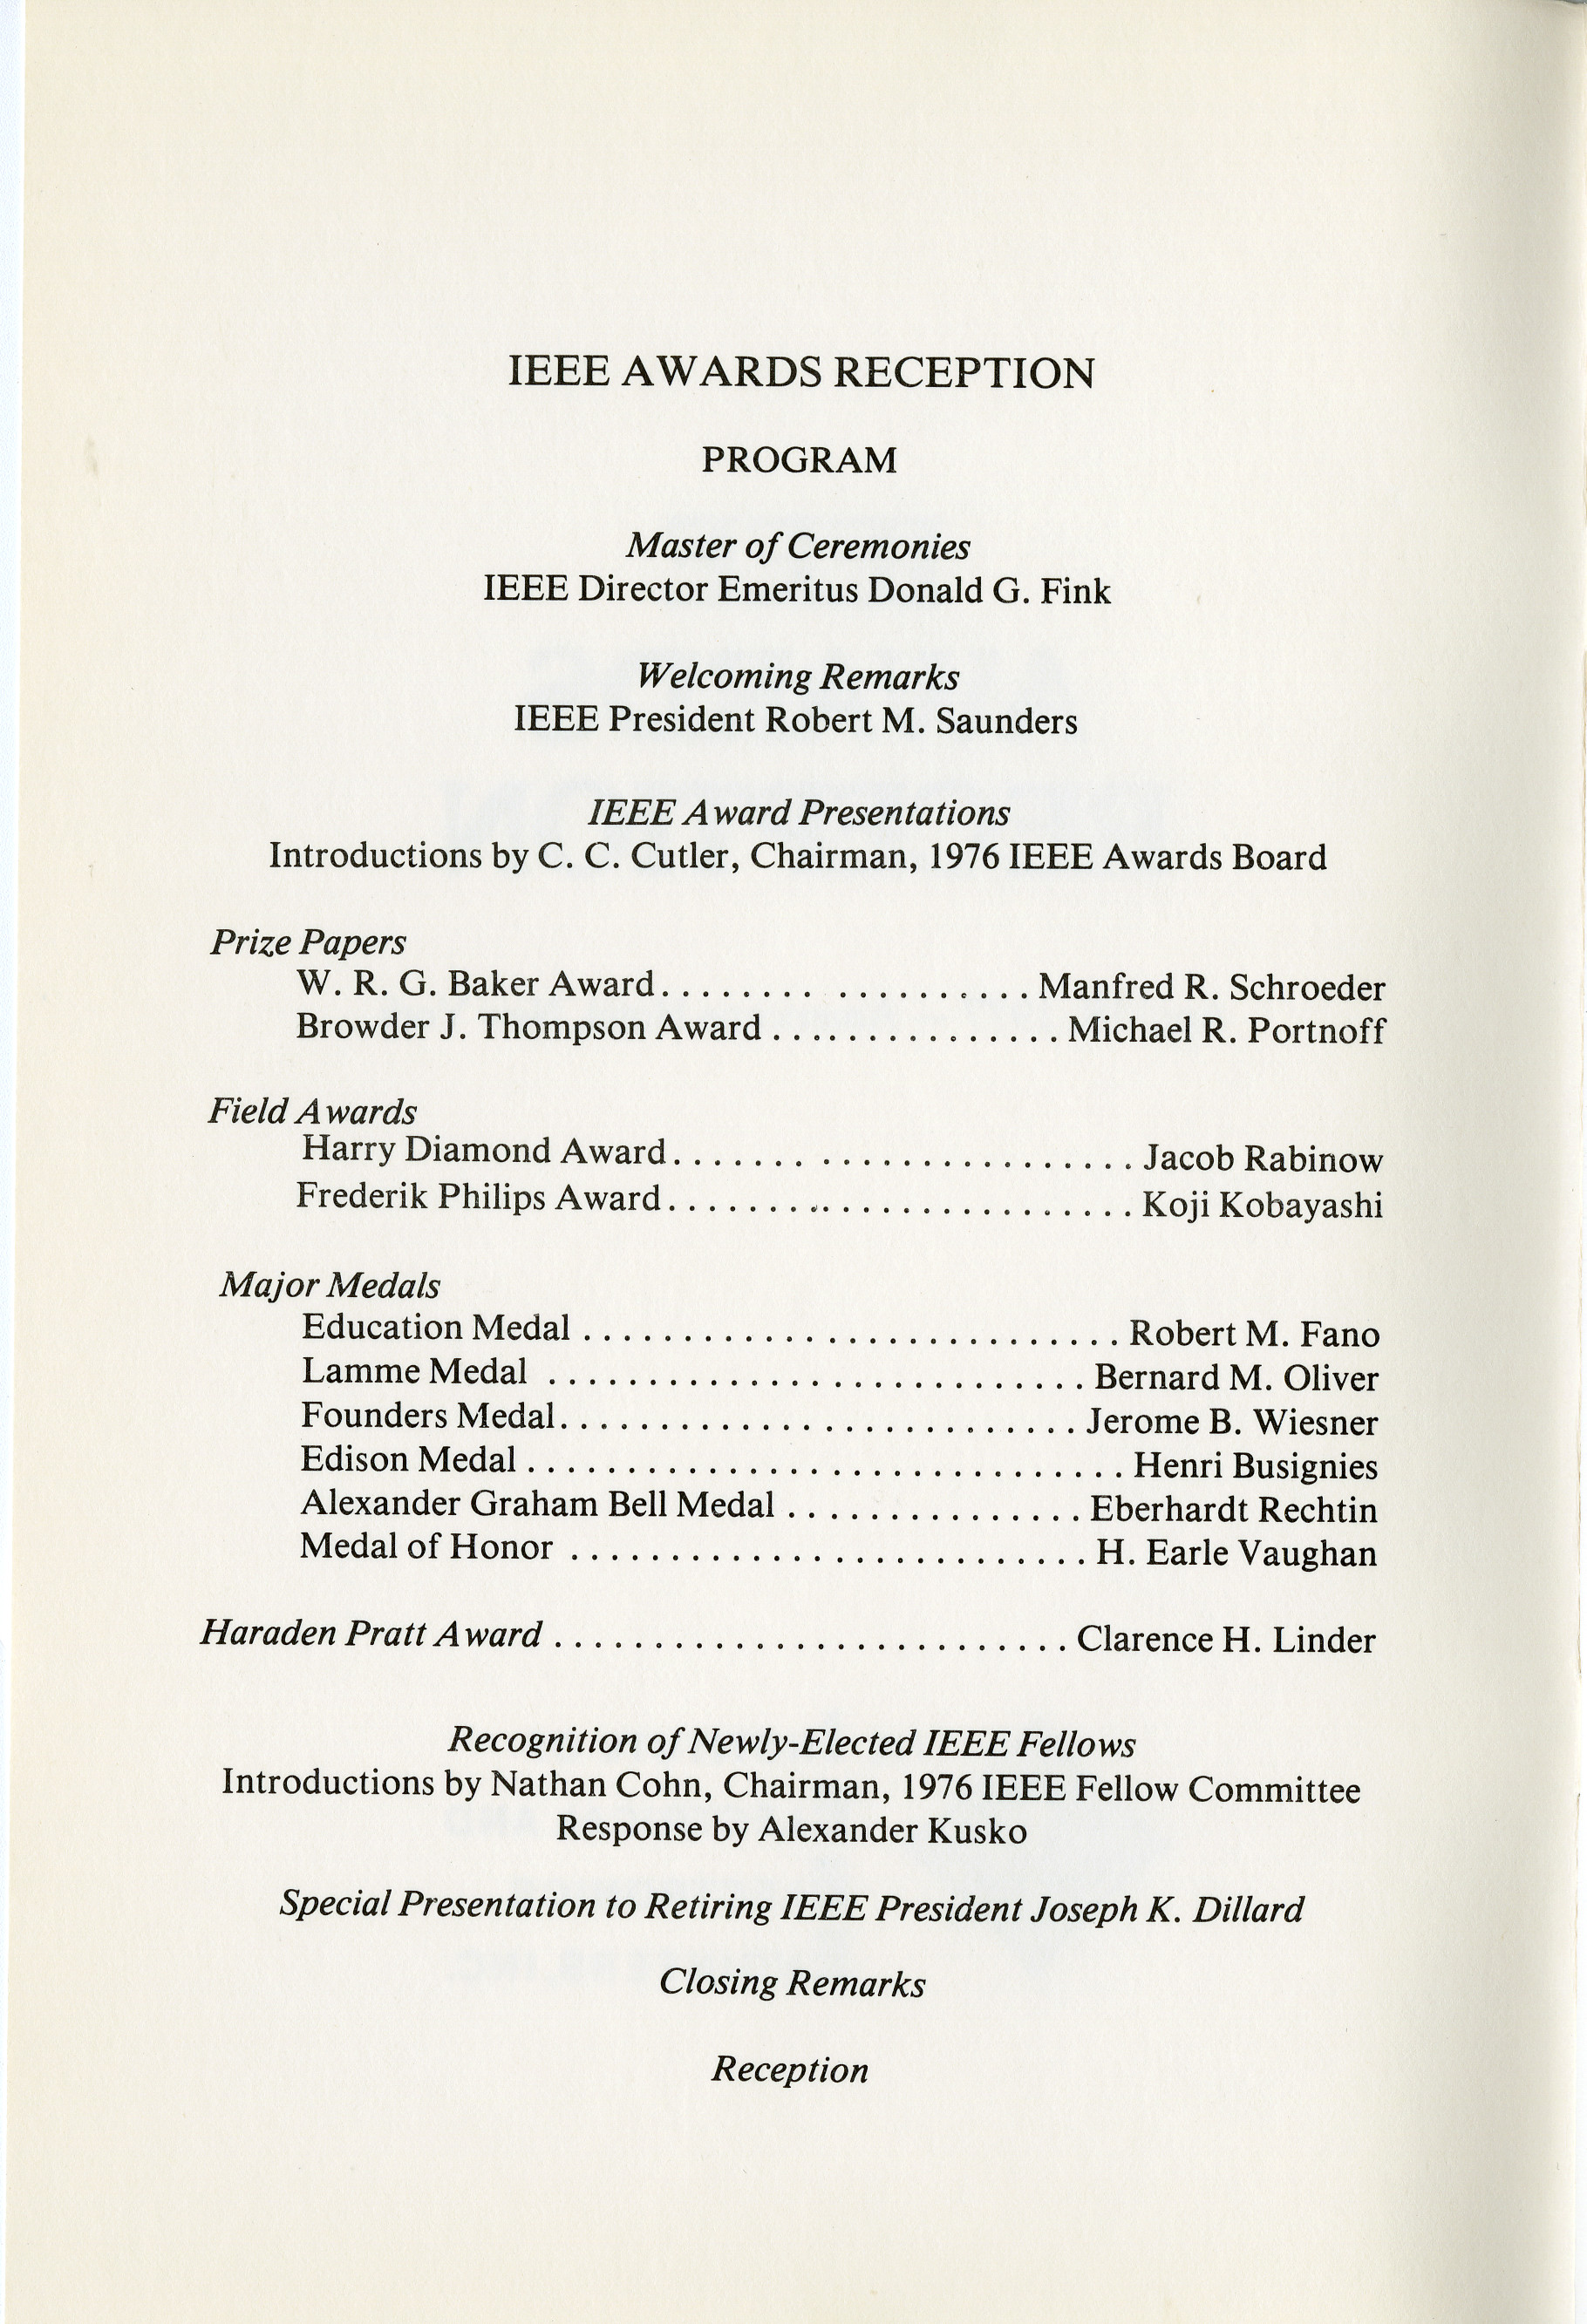 IEEE AWARDS RECEPTION
PROGRAM
Master of Ceremonies
IEEE Director Emeritus Donald G. Fink
Welcoming Remarks
IEEE President Robert M. Saunders
IEEE Award Presentations
Introductions by C. C. Cutler, Chairman, 1976 IEEE Awards Board
Prize Papers
W. R. G. Baker Award. . . . . . . . . . . . . . . . . . Manfred R. Schroeder
Browder J. Thompson Award . . . . . . . . . . . . . . . Michael R. Portnoff
Field Awards
Harry Diamond Award. . . . . . . . . . . . . . . . . . . . . . . Jacob Rabinow
Frederik Philips Award. . . . . . . . . . . . . . . . . . . . . . . . Koji Kobayashi
Major Medals
Education Medal . . . . . . . . . . . . . . . . . . . . . . . . . . . Robert M. Fano
Lamme Medal . . . . . . . . . . . . . . . . . . . . . . . . . . . Bernard M. Oliver
Founders Medal. . . . . . . . . . . . . . . . . . . . . . . . . . Jerome B. Wiesner
Edison Medal . . . . . . . . . . . . . . . . . . . . . . . . . . . . . . Henri Busignies
Alexander Graham Bell Medal . . . . . . . . . . . . . . . Eberhardt Rechtin
Medal of Honor . . . . . . . . . . . . . . . . . . . . . . . . . . H. Earle Vaughan
Haraden Pratt Award . . . . . . . . . . . . . . . . . . . . . . . . . . Clarence H. Linder
Recognition of Newly-Elected IEEE Fellows
Introductions by Nathan Cohn, Chairman, 1976 IEEE Fellow Committee
Response by Alexander Kusko
Special Presentation to Retiring IEEE President Joseph K. Dillard
Closing Remarks
Reception